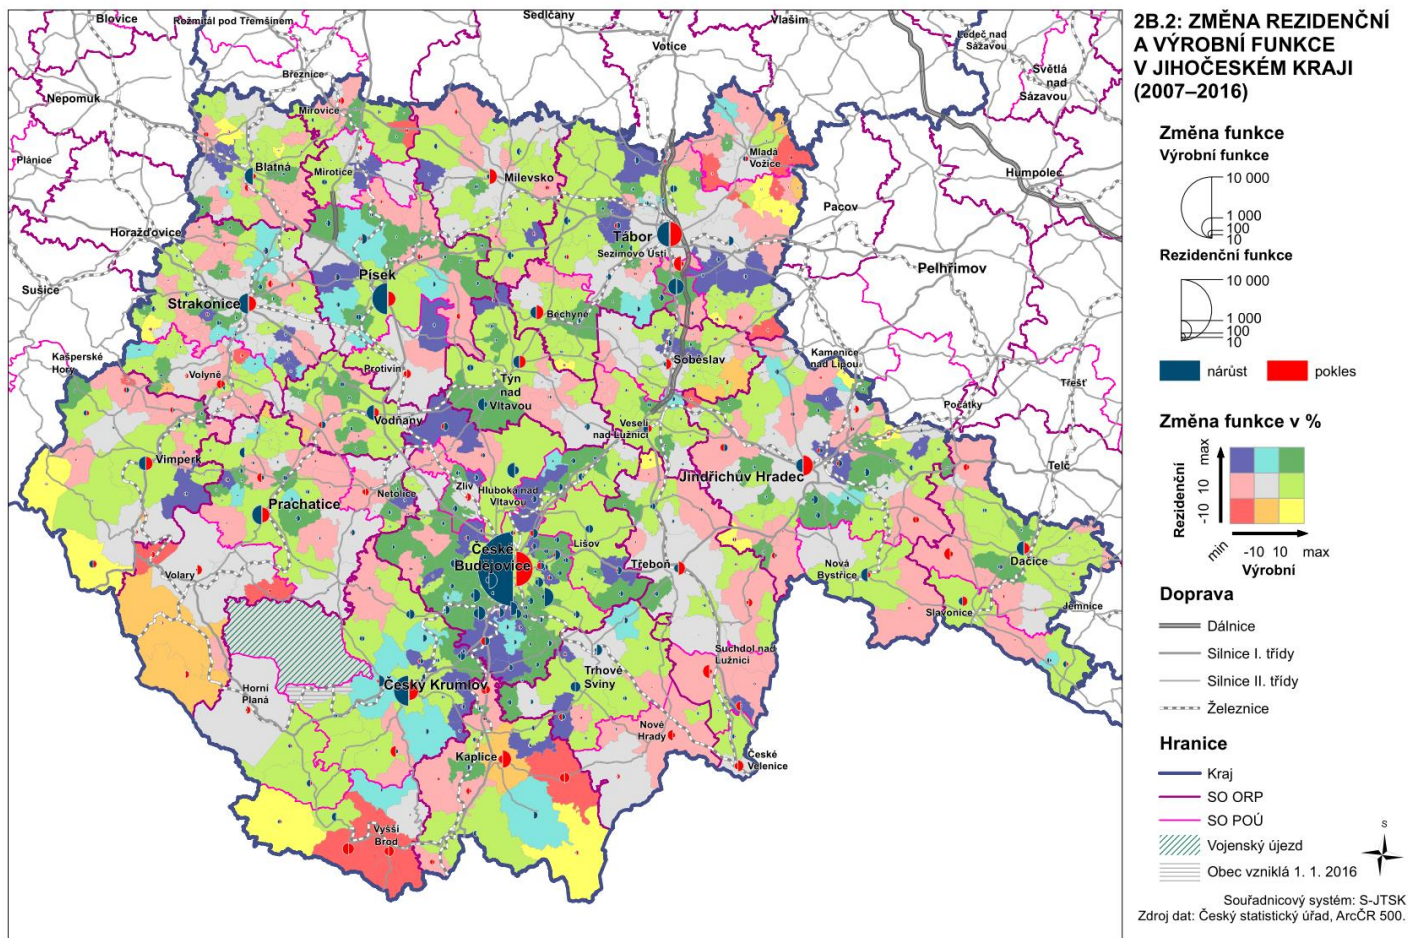 Blovice
Rožmitál pod Třemšínem
Sedlčany
Vlašim
Votice
Ledeč nad
Sázavou
Světlá
nad
Sázavou
Březnice
Nepomuk
Mirovice
Plánice
Blatná
Mirotice
Milevsko
Mladá
Vožice
Humpolec
Pacov
Horažďovice
Tábor
Sezimovo Ústí
Pelhřimov
Sušice
Písek
Strakonice
Bechyně
Kašperské
Hory
Volyně
Protivín
Soběslav
Kamenice
nad Lipou
Třešť
Týn
nad
Vltavou
Počátky
Vodňany
Veselí
nad Lužnicí
Vimperk
Telč
Jindřichův Hradec
Netolice
Zliv
Hluboká nad
Vltavou
Prachatice
České
Budějovice
Lišov
Třeboň
Nová
Bystřice
Dačice
Volary
Slavonice
Jemnice
Suchdol nad
Lužnicí
Horní
Planá
Český Krumlov
Trhové
Sviny
Nové
Hrady
Kaplice
České
Velenice
Vyšší
Brod
2B.2: ZMĚNA REZIDENČNÍ
A VÝROBNÍ FUNKCE
V JIHOČESKÉM KRAJI
(2007–2016)
Změna funkce
Výrobní funkce
10 000
1 000
100
10
Rezidenční funkce
10 000
1 000
100
10
nárůst
pokles
Změna funkce v %
Rezidenční
-10 10 max
min -10 10 max
Výrobní
Doprava
Dálnice
Silnice I. třídy
Silnice II. třídy
Železnice
Hranice
Kraj
SO ORP
SO POÚ
Vojenský újezd
Obec vzniklá 1. 1. 2016
S
Souřadnicový systém: S-JTSK
Zdroj dat: Český statistický úřad, ArcČR 500.